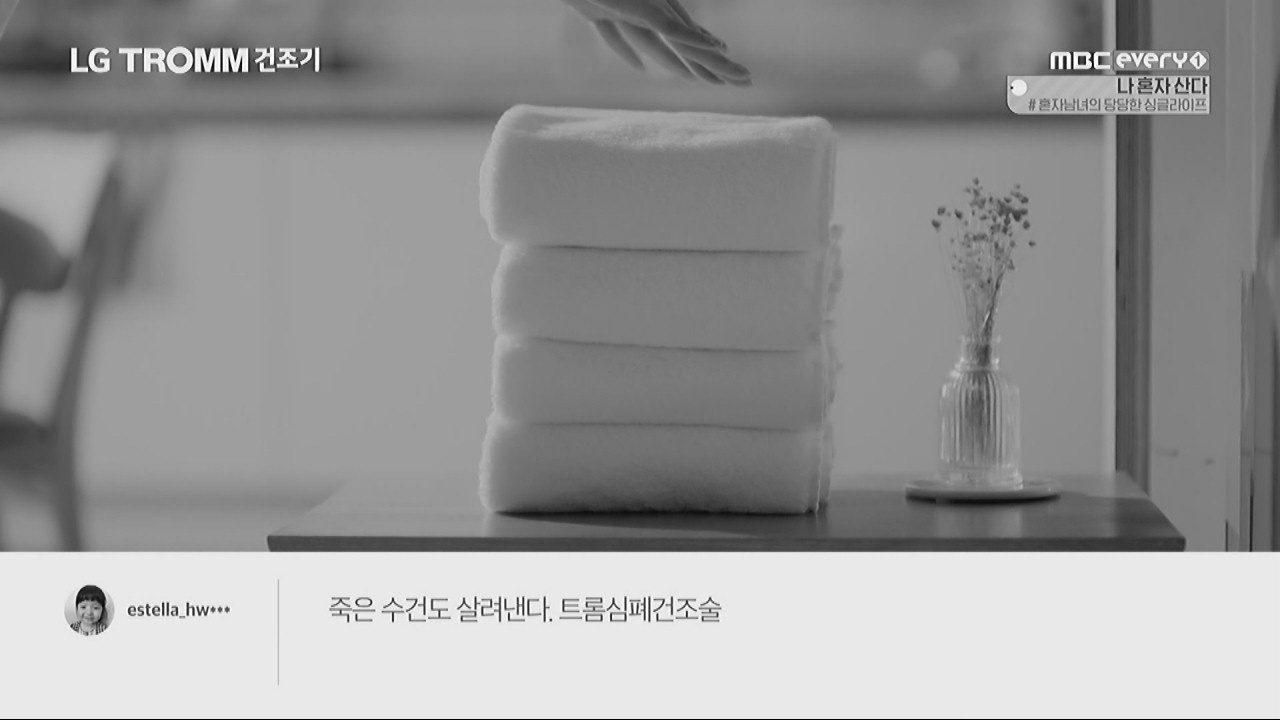 LG TROMM 건조기
MBC every1
나 혼자 산다
# 혼자남녀의 당당한 싱글라이프
estella_hw***
죽은 수건도 살려낸다. 트롬심폐건조술